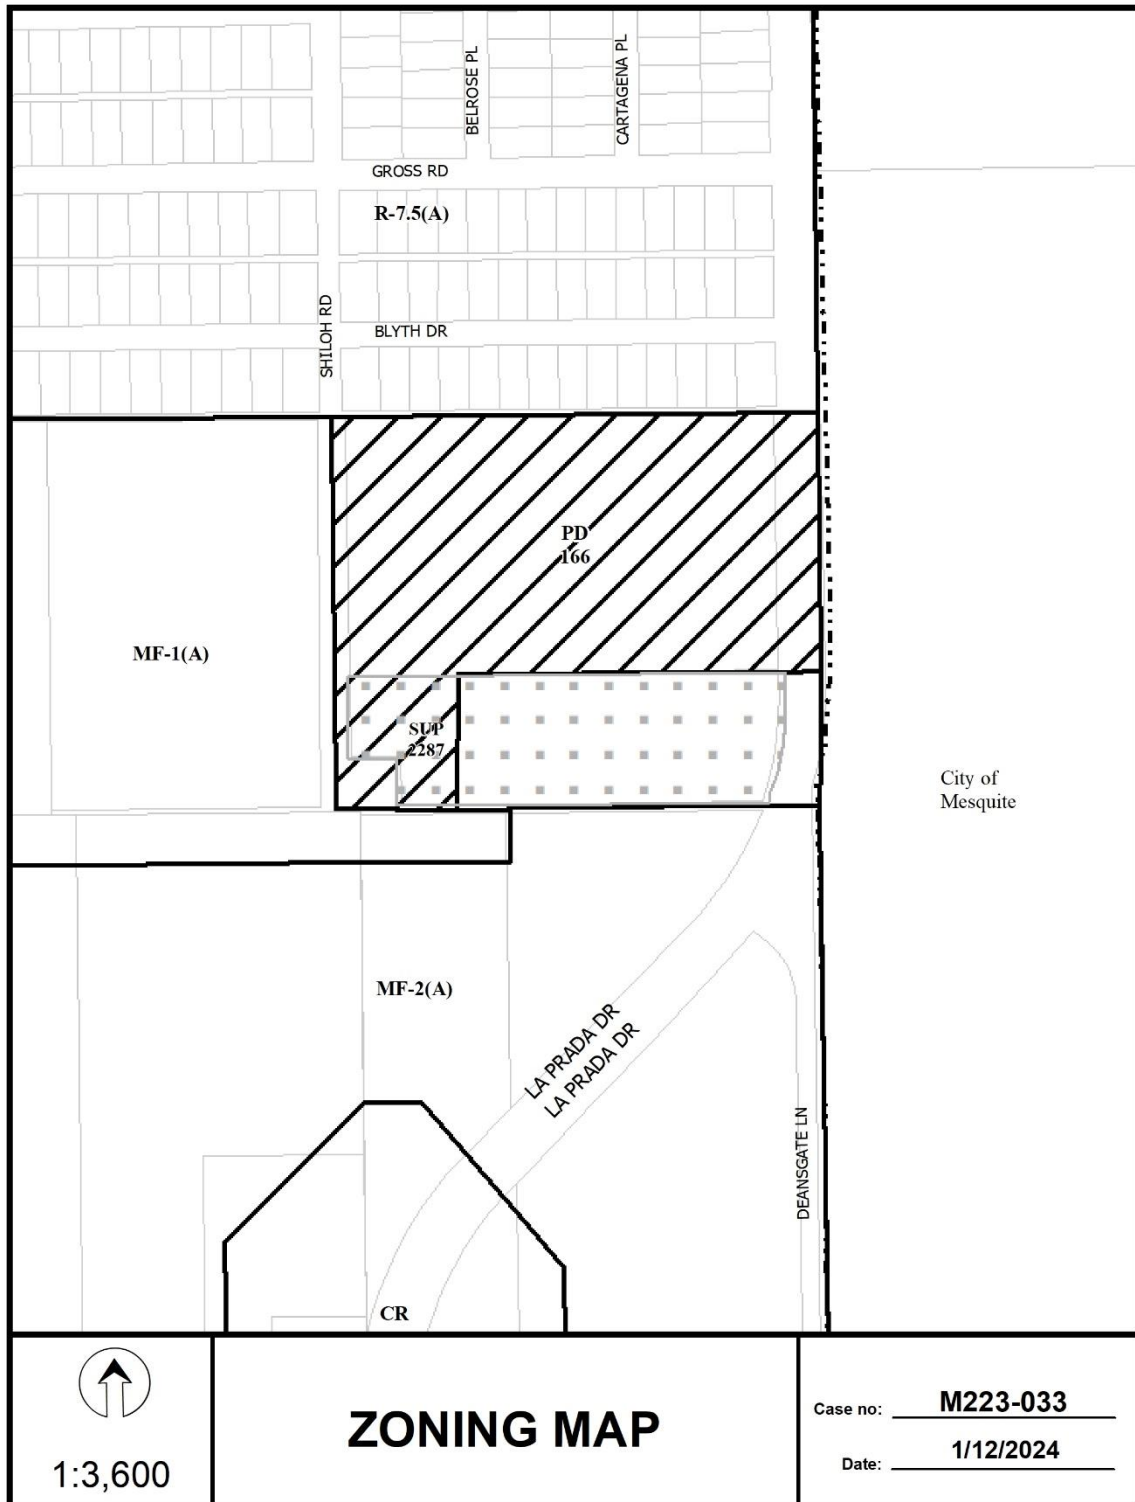 BELROSE PL
CARTAGENA PL
GROSS RD
R-7.5(A)
SHILOH RD
BLYTH DR
PD
166
MF-1(A)
SUP
2287
City of
Mesquite
MF-2(A)
LA PRADA DR
LA PRADA DR
DEANSGATE LN
CR
1:3,600
ZONING MAP
Case no: M223-033
Date: 1/12/2024